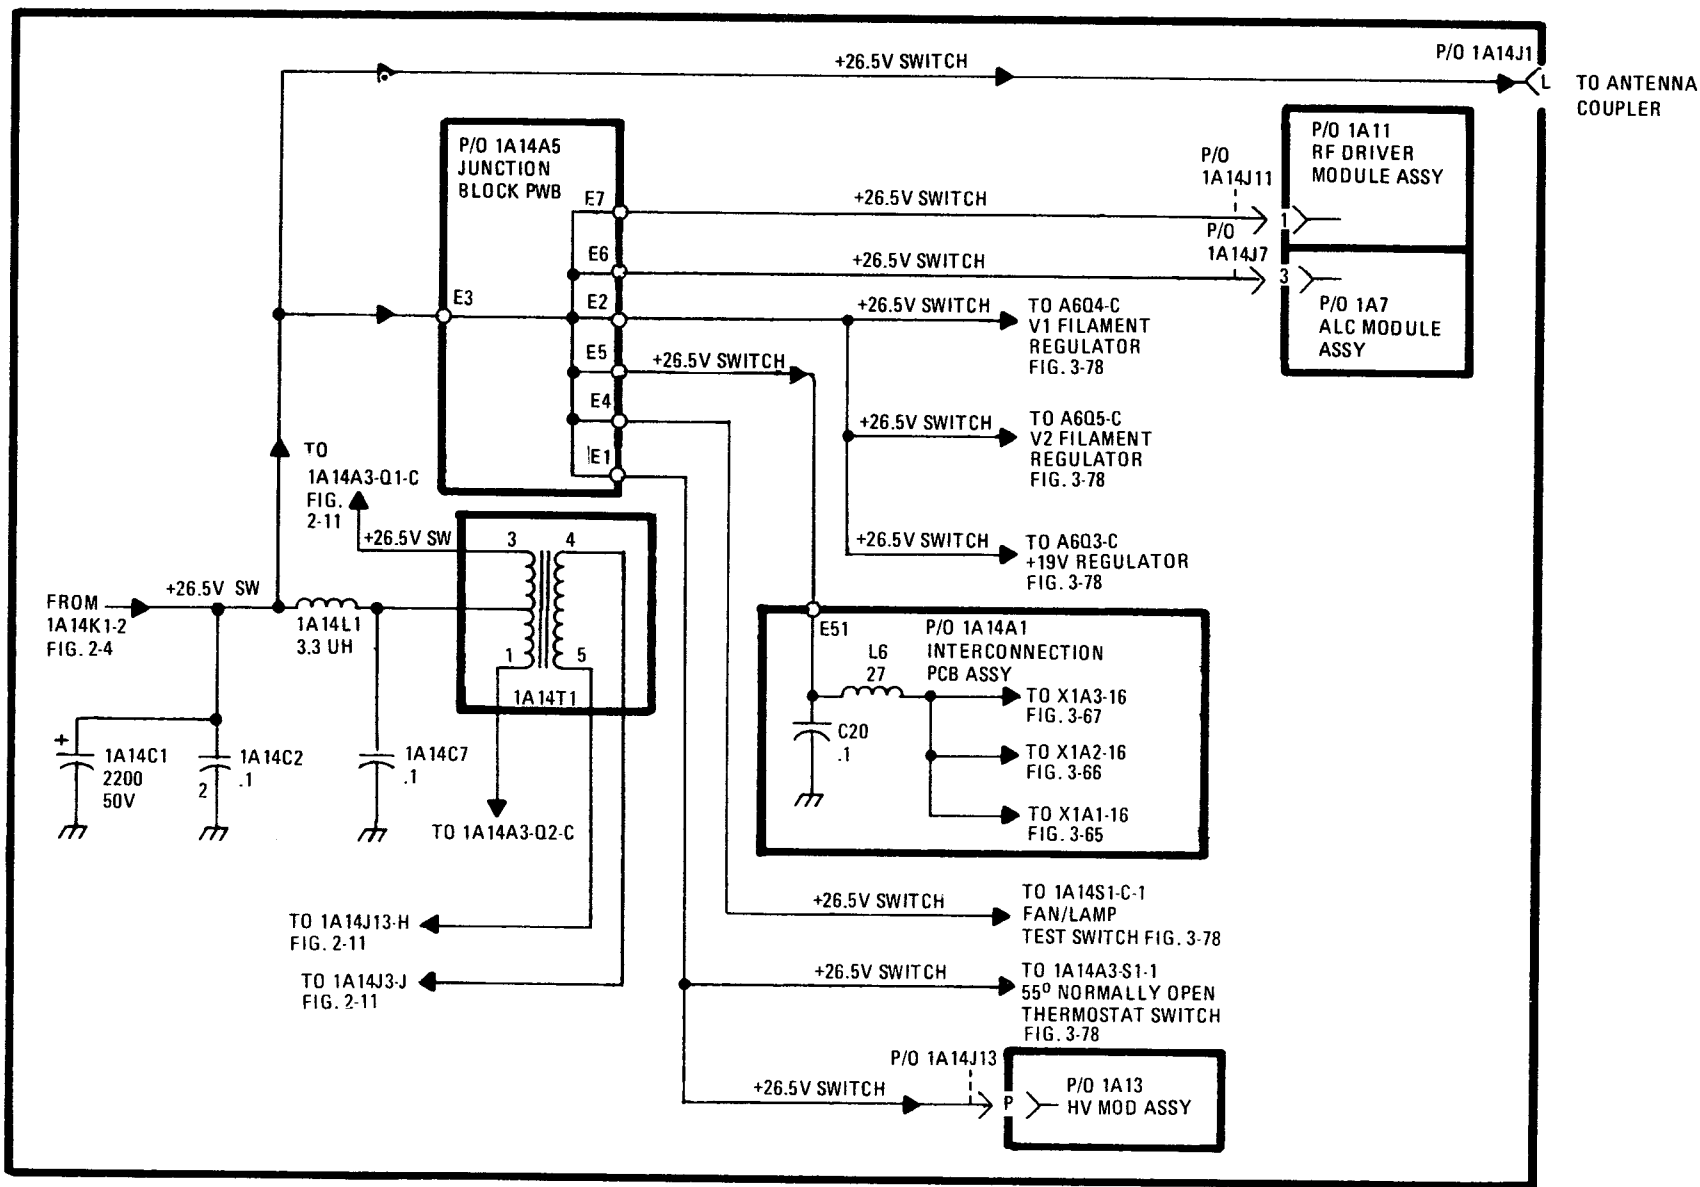 +26.5V SWITCH
P/O 1A14J1
L
TO ANTENNA
COUPLER
P/O 1A14A5
JUNCTION
BLOCK PWB
E7
E6
E3
E2
E5
E4
E1
+26.5V SWITCH
P/O
1A14J11
1
P/O 1A11
RF DRIVER
MODULE ASSY
+26.5V SWITCH
P/O
1A14J7
3
P/O 1A7
ALC MODULE
ASSY
+26.5V SWITCH
TO A6Q4-C
V1 FILAMENT
REGULATOR
FIG. 3-78
+26.5V SWITCH
+26.5V SWITCH
TO A6Q5-C
V2 FILAMENT
REGULATOR
FIG. 3-78
+26.5V SWITCH
TO A6Q3-C
+19V REGULATOR
FIG. 3-78
TO
1A14A3-Q1-C
FIG.
2-11
+26.5V SW
3
4
1
5
1A14T1
FROM
1A14K1-2
FIG. 2-4
+26.5V SW
1A14L1
3.3 UH
+
1A14C1
2200
50V
1A14C2
.1
2
1A14C7
.1
TO 1A14A3-Q2-C
E51
P/O 1A14A1
INTERCONNECTION
PCB ASSY
L6
27
C20
.1
TO X1A3-16
FIG. 3-67
TO X1A2-16
FIG. 3-66
TO X1A1-16
FIG. 3-65
TO 1A14J13-H
FIG. 2-11
TO 1A14J3-J
FIG. 2-11
+26.5V SWITCH
TO 1A14S1-C-1
FAN/LAMP
TEST SWITCH FIG. 3-78
+26.5V SWITCH
TO 1A14A3-S1-1
55° NORMALLY OPEN
THERMOSTAT SWITCH
FIG. 3-78
+26.5V SWITCH
P/O 1A14J13
P
P/O 1A13
HV MOD ASSY